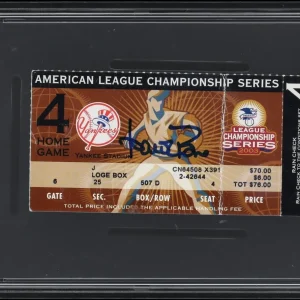 AMERICAN LEAGUE CHAMPIONSHIP SERIES
4
HOME
GAME
Yankees
YANKEE STADIUM
LEAGUE
CHAMPIONSHIP
SERIES
2003
J CN64508 X391 $70.00
LOGE BOX 2-42644 $6.00
6 25 507 D 4 TOT $76.00
GATE SEC. BOX/ROW SEAT
TOTAL PRICE INCLUDES THE APPLICABLE HANDLING FEE
RAIN CHECK